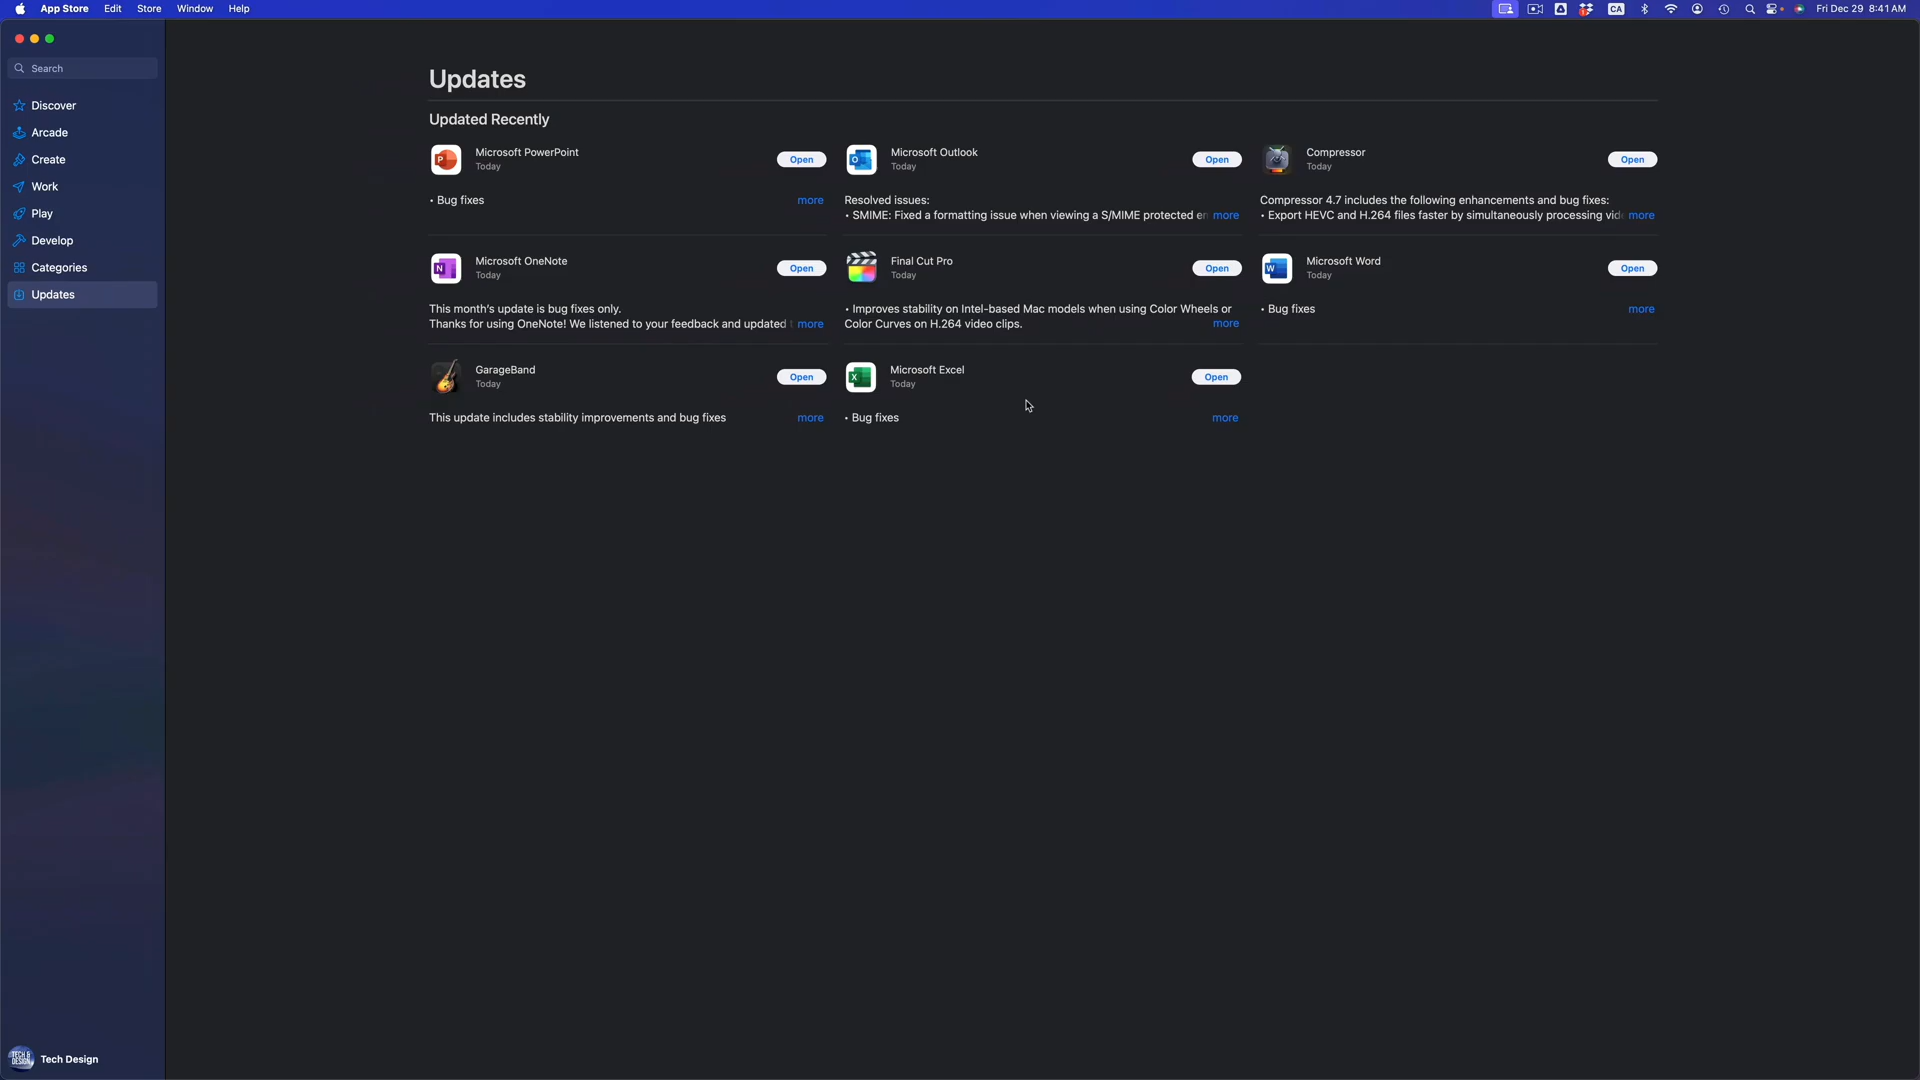 App Store Edit Store Window Help
CA
Fri Dec 29 8:41 AM
Search
Discover
Arcade
Create
Work
Play
Develop
Categories
Updates
Updates
Updated Recently
Microsoft PowerPoint
Today
Open
• Bug fixes
more
Microsoft Outlook
Today
Open
Resolved issues:
• SMIME: Fixed a formatting issue when viewing a S/MIME protected more
Compressor
Today
Open
Compressor 4.7 includes the following enhancements and bug fixes:
• Export HEVC and H.264 files faster by simultaneously processing more
Microsoft OneNote
Today
Open
This month's update is bug fixes only.
Thanks for using OneNote! We listened to your feedback and updated more
Final Cut Pro
Today
Open
• Improves stability on Intel-based Mac models when using Color Wheels or
Color Curves on H.264 video clips. more
Microsoft Word
Today
Open
• Bug fixes
more
GarageBand
Today
Open
This update includes stability improvements and bug fixes
more
Microsoft Excel
Today
Open
• Bug fixes
more
TECH &
DESIGN
Tech Design